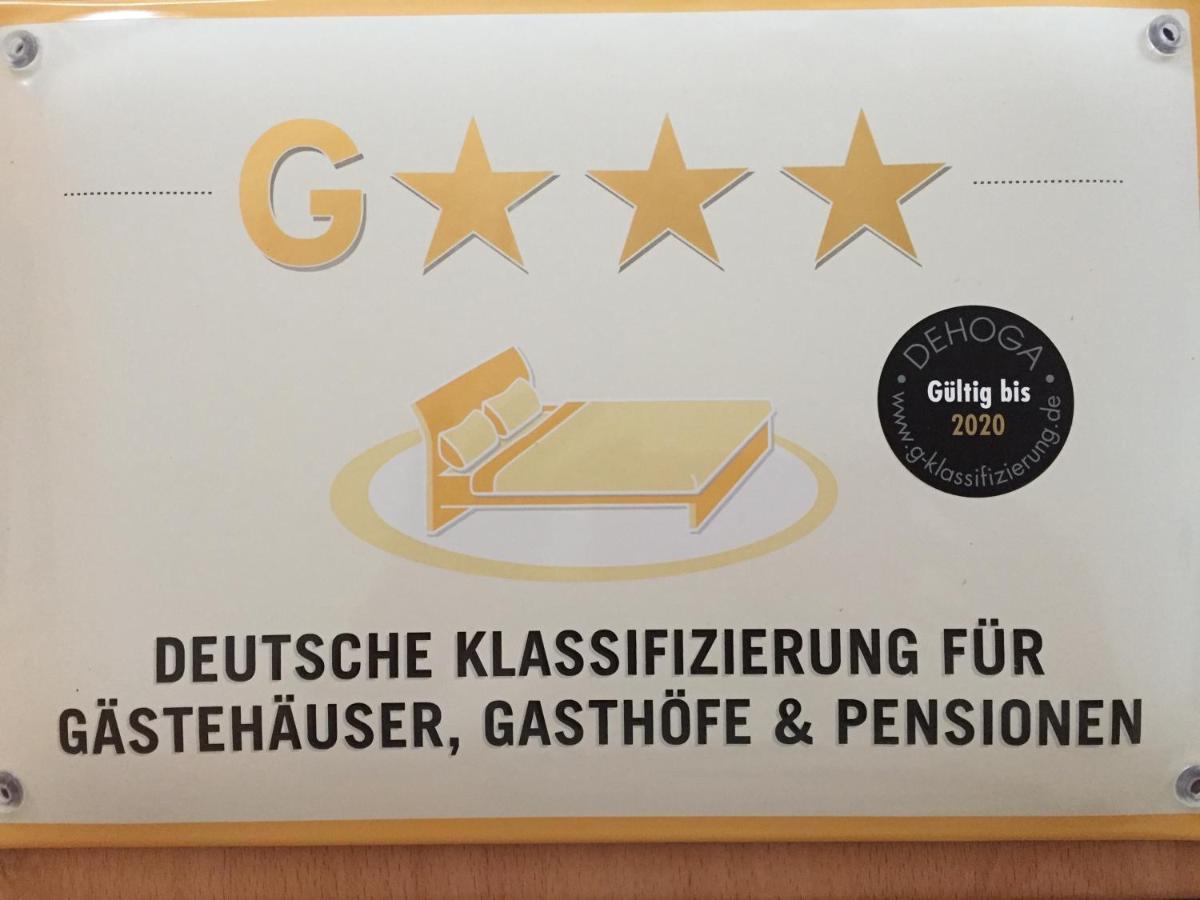 G★★★
DEHOGA
Gültig bis
2020
www.g-klassifizierung.de
DEUTSCHE KLASSIFIZIERUNG FÜR
GÄSTEHÄUSER, GASTHÖFE & PENSIONEN